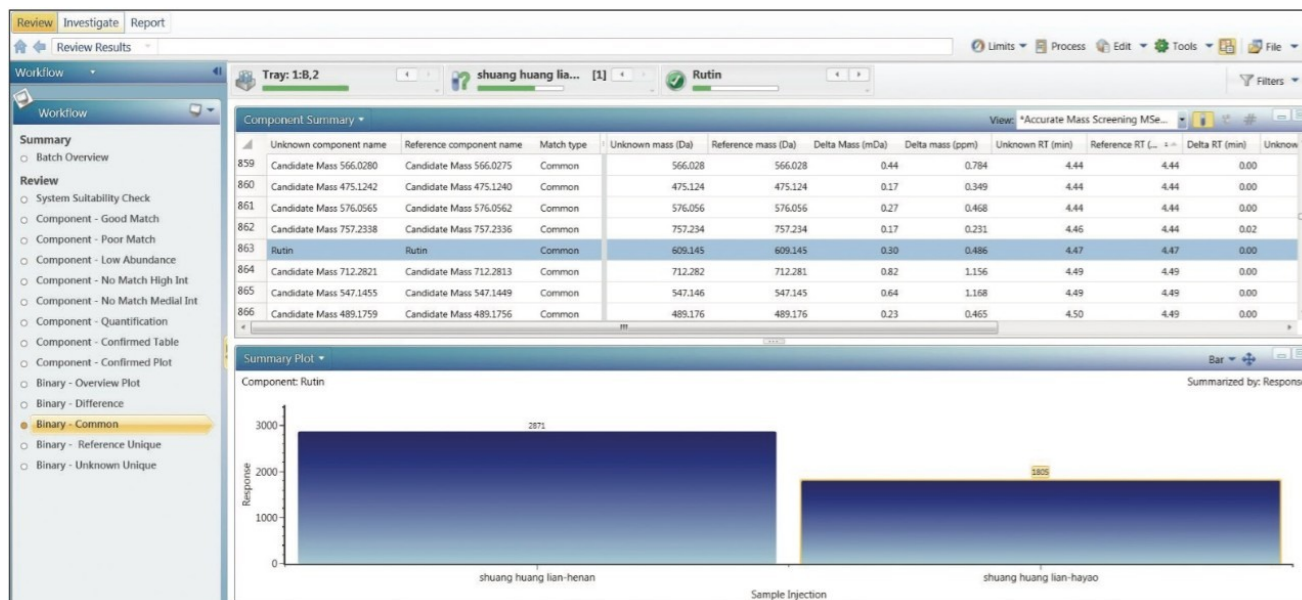 Review Investigate Report
Review Results
Limits Process Edit Tools File
Workflow
Tray: 1:B,2 shuang huang lia... [1] Rutin
Filters
Workflow
Summary
Batch Overview
Review
System Suitability Check
Component - Good Match
Component - Poor Match
Component - Low Abundance
Component - No Match High Int
Component - No Match Medial Int
Component - Quantification
Component - Confirmed Table
Component - Confirmed Plot
Binary - Overview Plot
Binary - Difference
Binary - Common
Binary - Reference Unique
Binary - Unknown Unique
Component Summary View: *Accurate Mass Screening MSe...
Unknown component name Reference component name Match type Unknown mass (Da) Reference mass (Da) Delta Mass (mDa) Delta mass (ppm) Unknown RT (min) Reference RT (... Delta RT (min) Unknow
859 Candidate Mass 566.0280 Candidate Mass 566.0275 Common 566.028 566.028 0.44 0.784 4.44 4.44 0.00
860 Candidate Mass 475.1242 Candidate Mass 475.1240 Common 475.124 475.124 0.17 0.349 4.44 4.44 0.00
861 Candidate Mass 576.0565 Candidate Mass 576.0562 Common 576.056 576.056 0.27 0.468 4.44 4.44 0.00
862 Candidate Mass 757.2338 Candidate Mass 757.2336 Common 757.234 757.234 0.17 0.231 4.46 4.44 0.02
863 Rutin Rutin Common 609.145 609.145 0.30 0.486 4.47 4.47 0.00
864 Candidate Mass 712.2821 Candidate Mass 712.2813 Common 712.282 712.281 0.82 1.156 4.49 4.49 0.00
865 Candidate Mass 547.1455 Candidate Mass 547.1449 Common 547.146 547.145 0.64 1.168 4.49 4.49 0.00
866 Candidate Mass 489.1759 Candidate Mass 489.1756 Common 489.176 489.176 0.23 0.465 4.50 4.49 0.00
Summary Plot Bar
Component: Rutin Summarized by: Response
3000
2871
2000
1805
1000
0
Response
shuang huang lian-henan shuang huang lian-hayao
Sample Injection